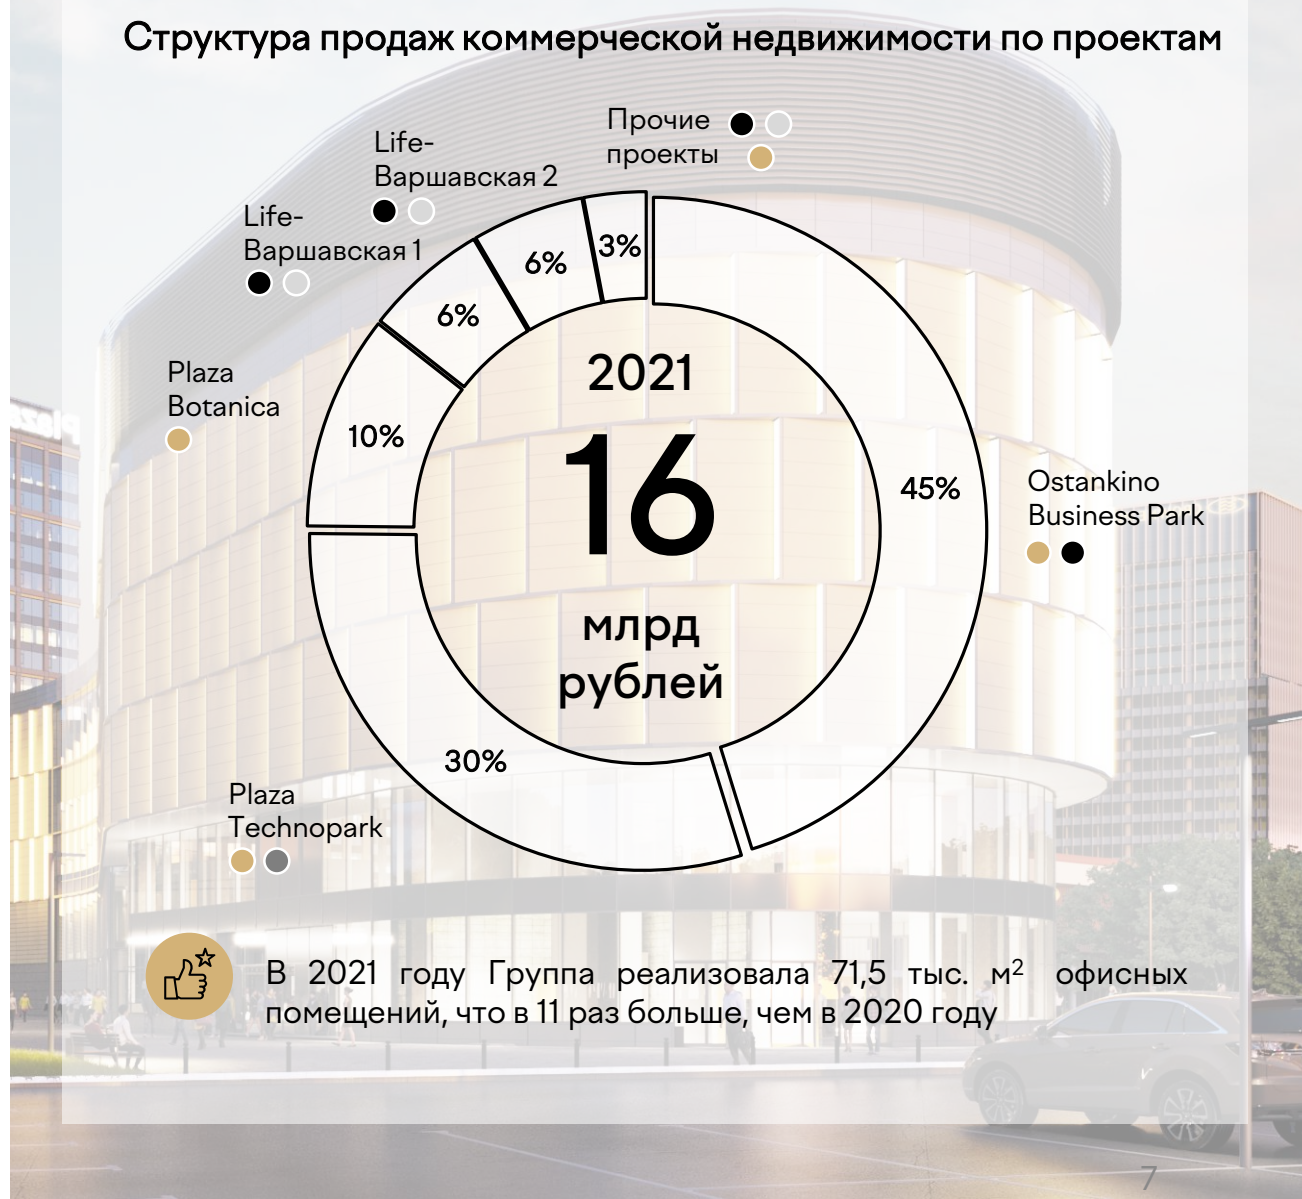 Структура продаж коммерческой недвижимости по проектам
Прочие
проекты
Life-
Варшавская 2
Life-
Варшавская 1
3%
6%
6%
Plaza
Botanica
10%
2021
16
млрд
рублей
45%
Ostankino
Business Park
30%
Plaza
Technopark
В 2021 году Группа реализовала 71,5 тыс. м² офисных
помещений, что в 11 раз больше, чем в 2020 году
7